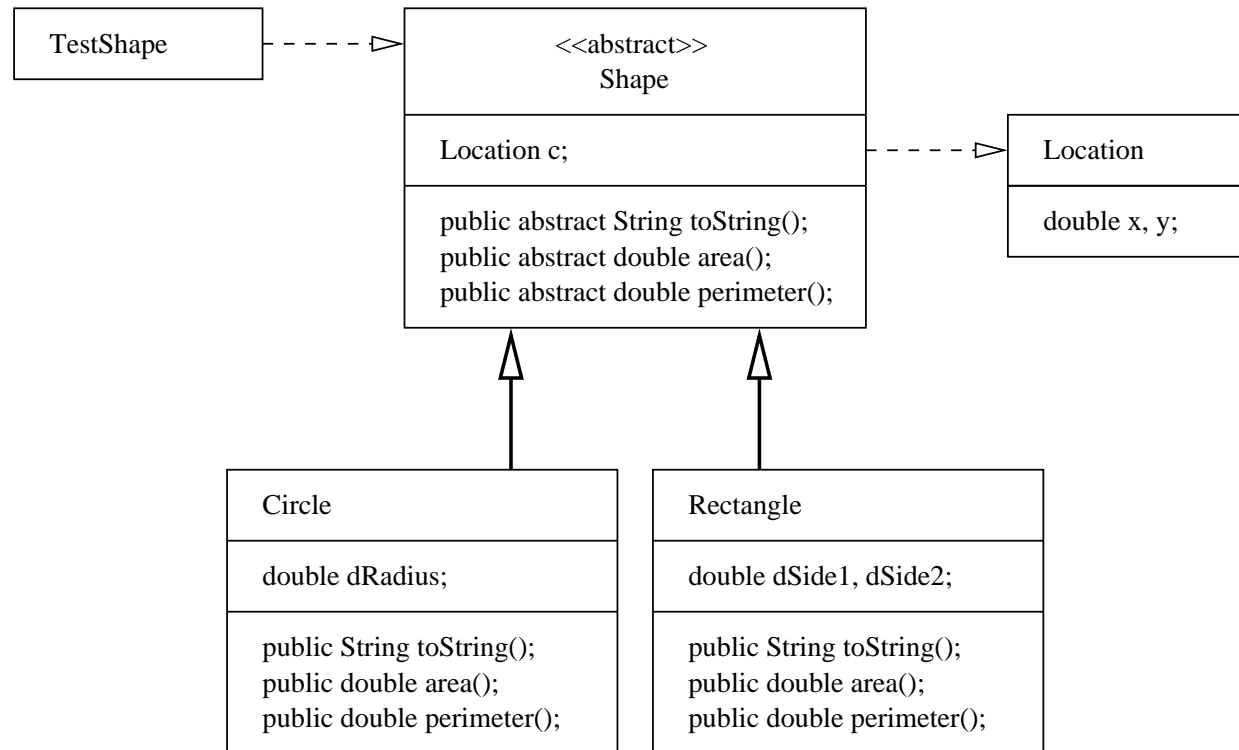 TestShape
<<abstract>>
Shape
Location c;
public abstract String toString();
public abstract double area();
public abstract double perimeter();
Location
double x, y;
Circle
double dRadius;
public String toString();
public double area();
public double perimeter();
Rectangle
double dSide1, dSide2;
public String toString();
public double area();
public double perimeter();